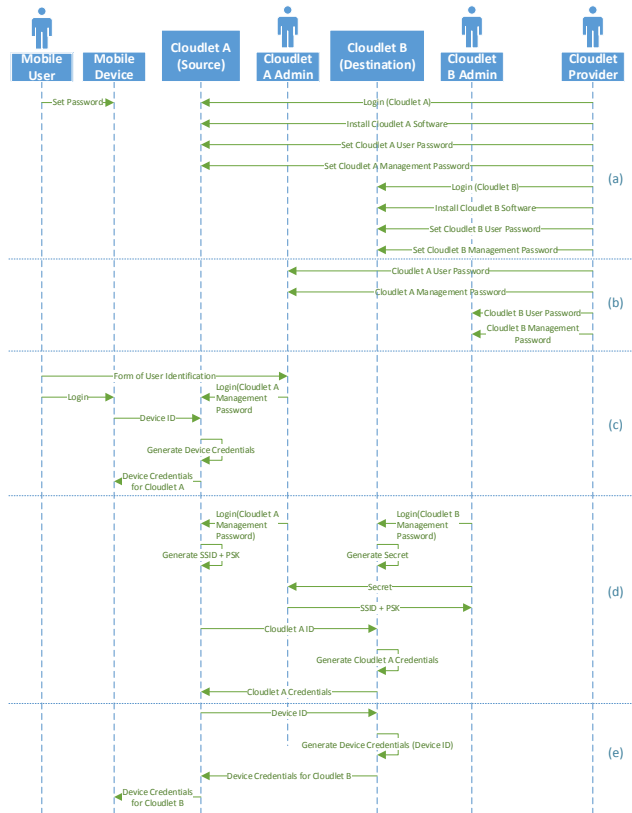 Mobile
User
Mobile
Device
Cloudlet A
(Source)
Cloudlet
A Admin
Cloudlet B
(Destination)
Cloudlet
B Admin
Cloudlet
Provider
Set Password
Login (Cloudlet A)
Install Cloudlet A Software
Set Cloudlet A User Password
Set Cloudlet A Management Password
(a)
Login (Cloudlet B)
Install Cloudlet B Software
Set Cloudlet B User Password
Set Cloudlet B Management Password
Cloudlet A User Password
Cloudlet A Management Password
(b)
Cloudlet B User Password
Cloudlet B Management
Password
Form of User Identification
Login
Login(Cloudlet A
Management
Password
Device ID
(c)
Generate Device Credentials
Device Credentials
for Cloudlet A
Login(Cloudlet A
Management
Password)
Login(Cloudlet B
Management
Password)
Generate SSID + PSK
Generate Secret
Secret
(d)
SSID + PSK
Cloudlet A ID
Generate Cloudlet A Credentials
Cloudlet A Credentials
Device ID
Generate Device Credentials (Device ID)
(e)
Device Credentials for Cloudlet B
Device Credentials
for Cloudlet B